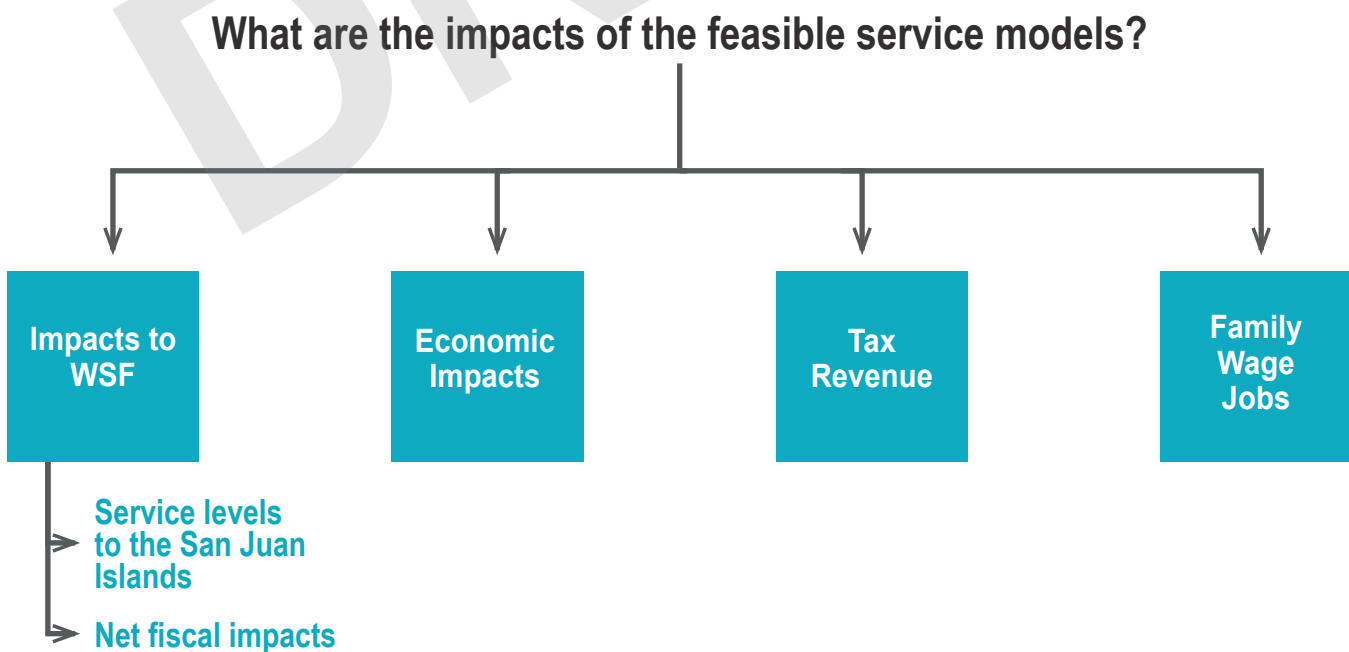 What are the impacts of the feasible service models?
Impacts to
WSF
Economic
Impacts
Tax
Revenue
Family
Wage
Jobs
Service levels
to the San Juan
Islands
Net fiscal impacts